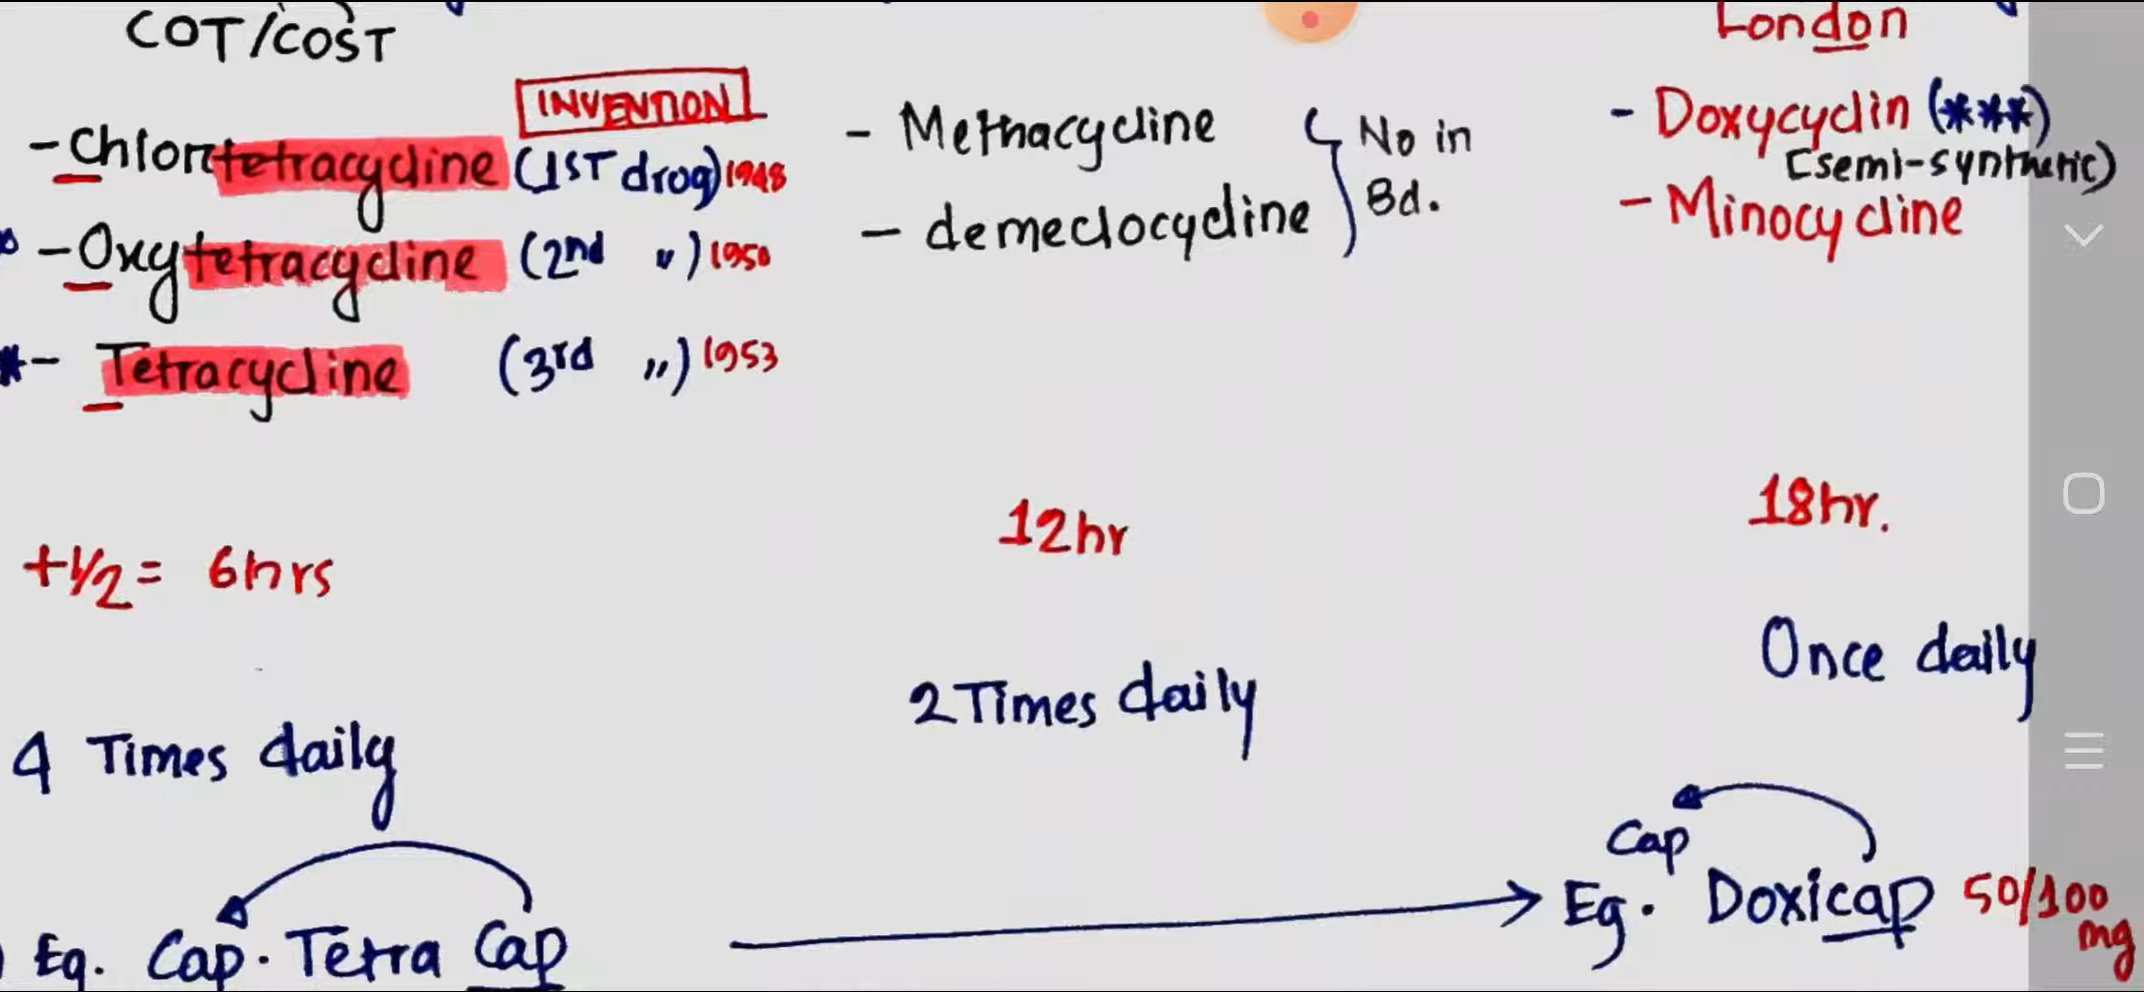 COT/COST
London
INVENTION
- Chlortetracycline (1ST drog) 1948
- Oxytetracycline (2nd ") 1950
*- Tetracycline (3rd ") 1953
- Methacycline
- demeclocycline
No in
Bd.
- Doxycyclin (***)
(semi-synthetic)
- Minocycline
t1/2 = 6hrs
12hr
18hr.
4 Times daily
2 Times daily
Once daily
Eg. Cap. Tetra Cap
Cap
Eg. Doxicap 50/100
mg